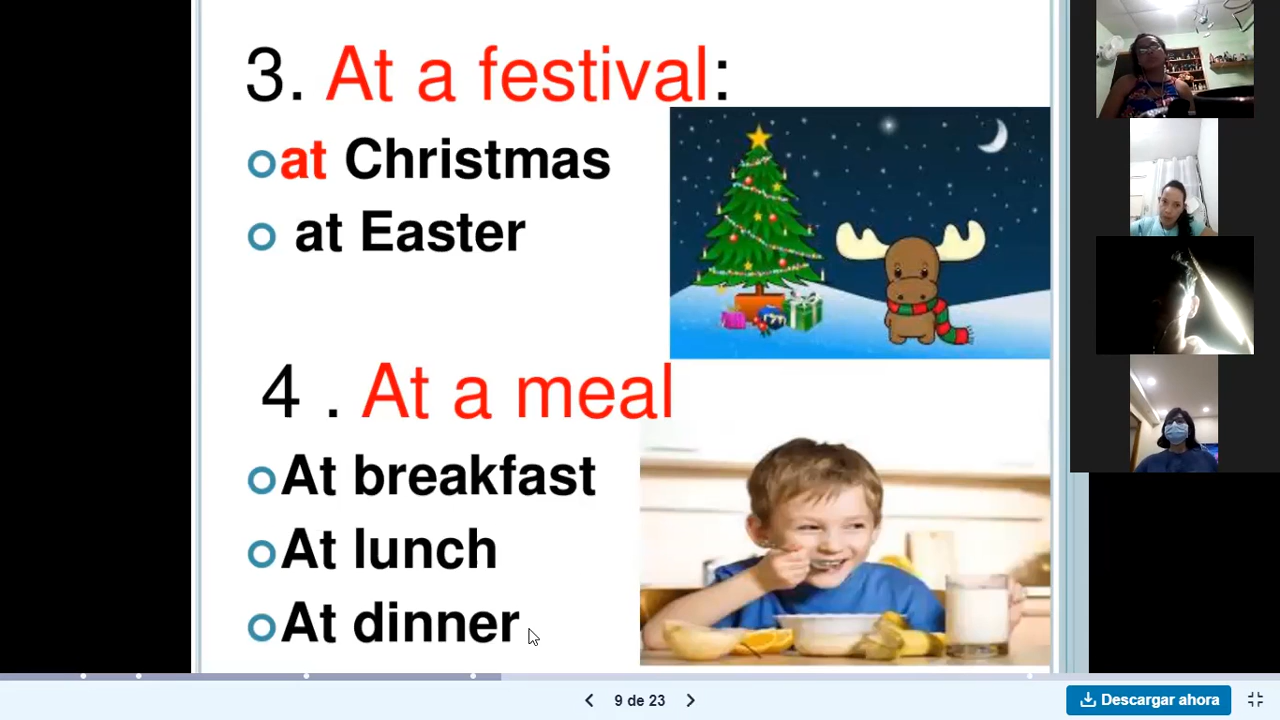 3. At a festival:
at Christmas
at Easter
4 . At a meal
At breakfast
At lunch
At dinner
9 de 23
Descargar ahora